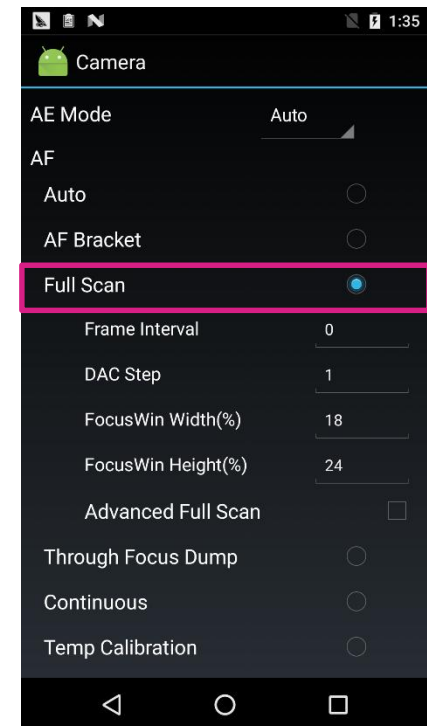 1:35
Camera
AE Mode Auto
AF
Auto
AF Bracket
Full Scan
Frame Interval 0
DAC Step 1
FocusWin Width(%) 18
FocusWin Height(%) 24
Advanced Full Scan
Through Focus Dump
Continuous
Temp Calibration